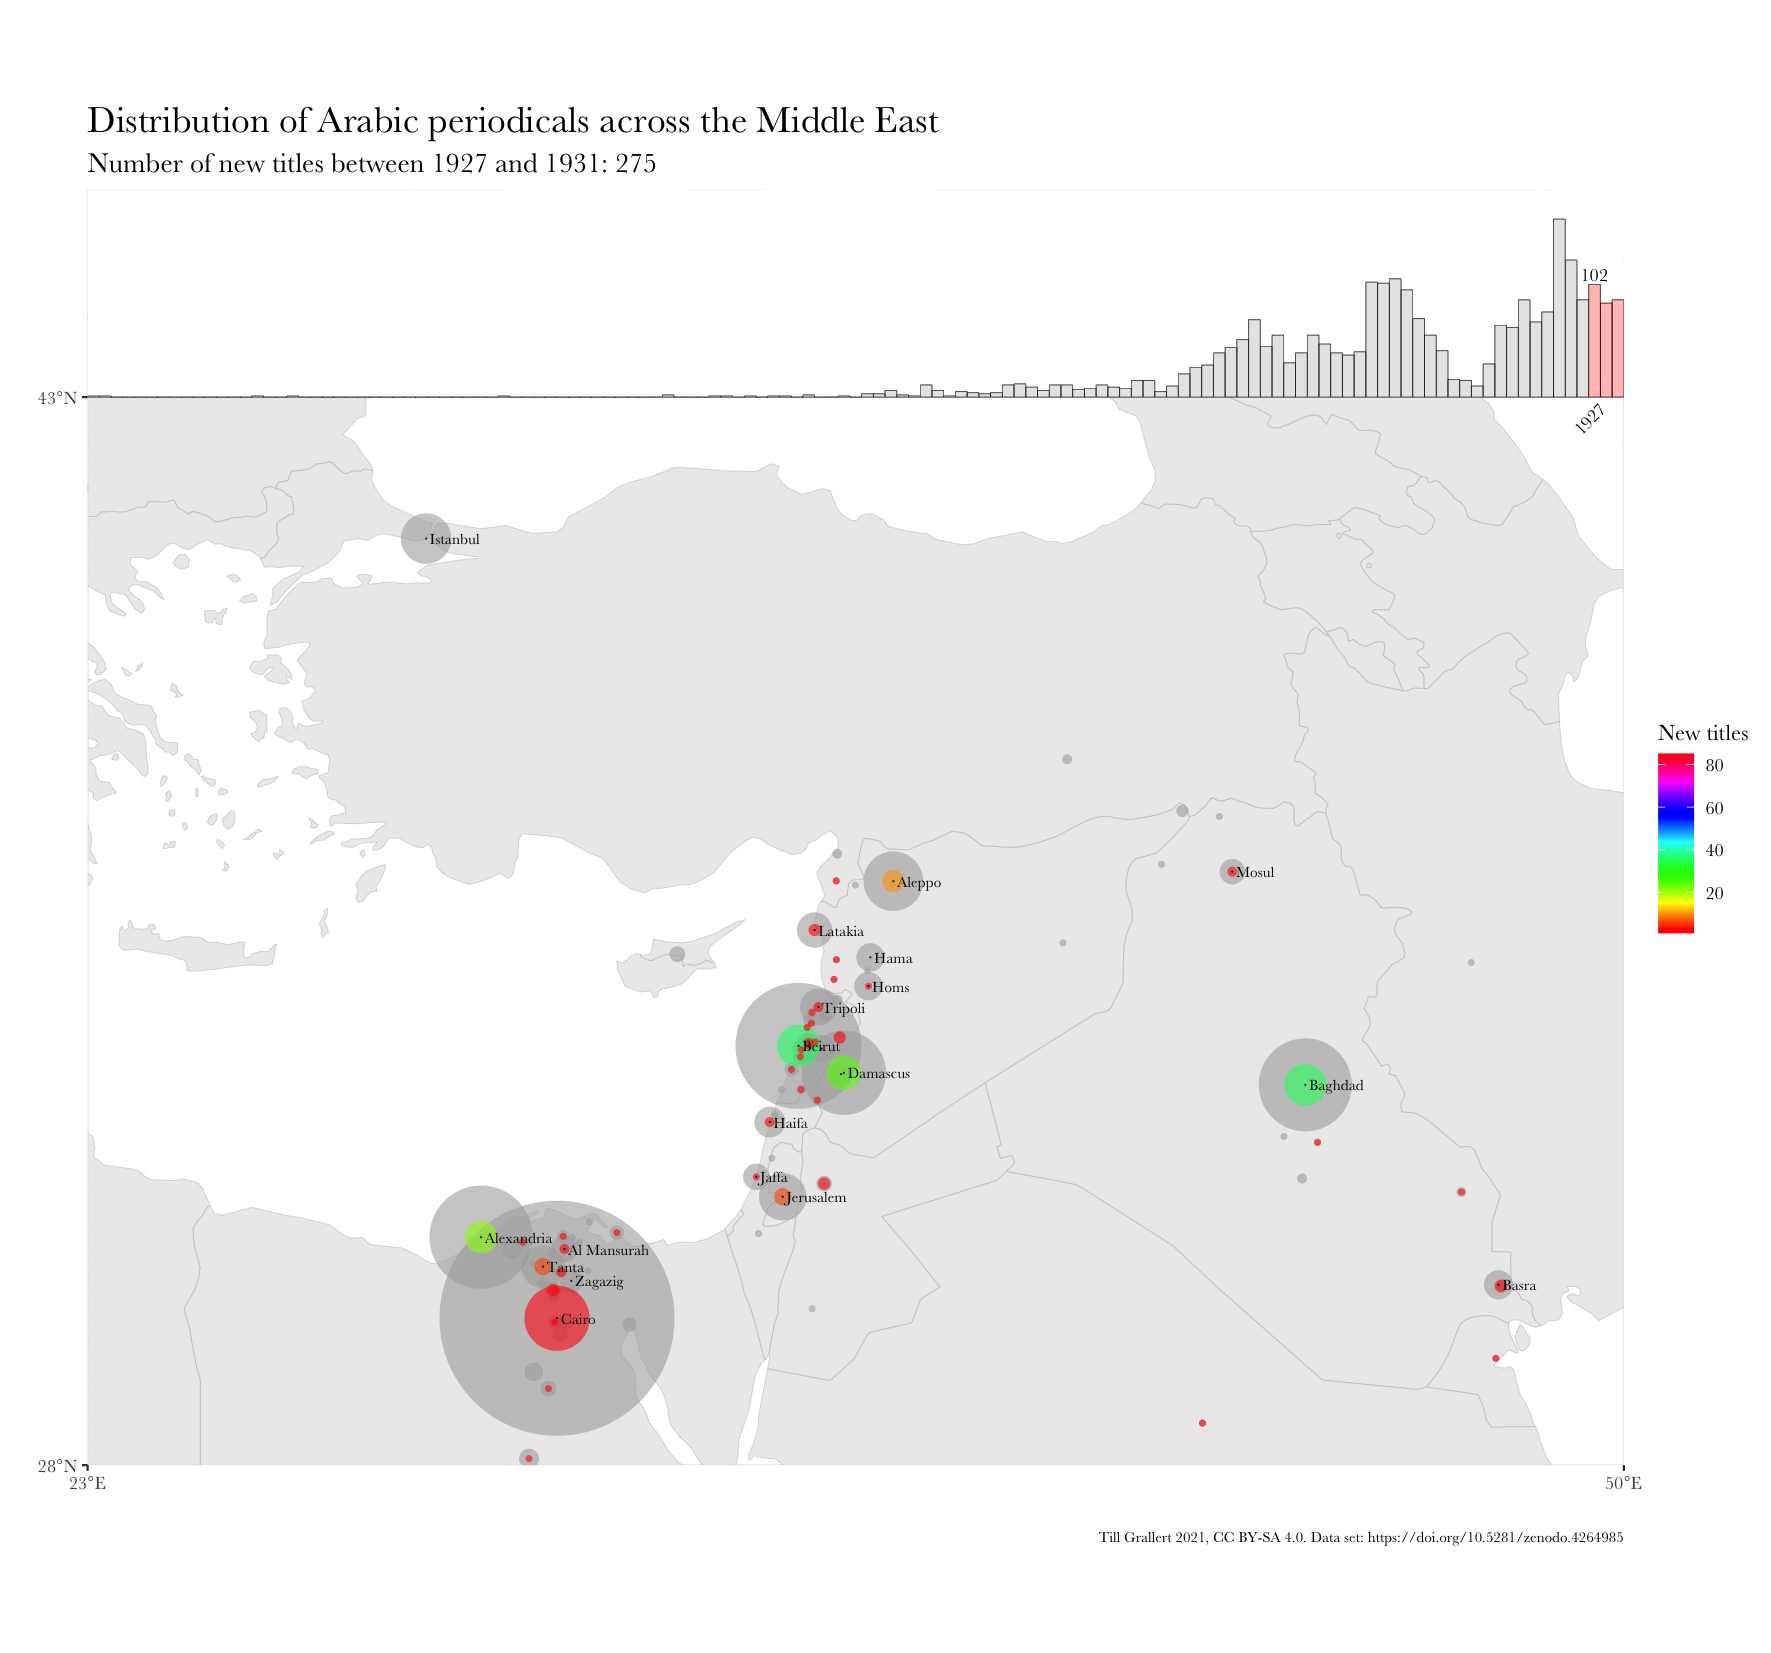 Distribution of Arabic periodicals across the Middle East
Number of new titles between 1927 and 1931: 275
102
43°N
1927
Istanbul
New titles
80
60
40
20
Aleppo
Mosul
Latakia
Hama
Homs
Tripoli
Beirut
Damascus
Baghdad
Haifa
Jaffa
Jerusalem
Alexandria
Al Mansurah
Tanta
Zagazig
Basra
Cairo
28°N
23°E
50°E
Till Grallert 2021, CC BY-SA 4.0. Data set: https://doi.org/10.5281/zenodo.4264985